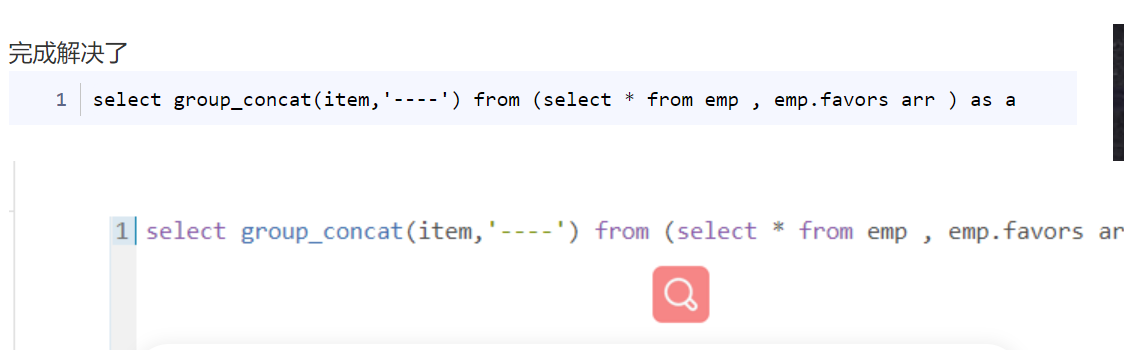 完成解决了
1 select group_concat(item,'----') from (select * from emp , emp.favors arr ) as a
1 select group_concat(item,'----') from (select * from emp , emp.favors ar